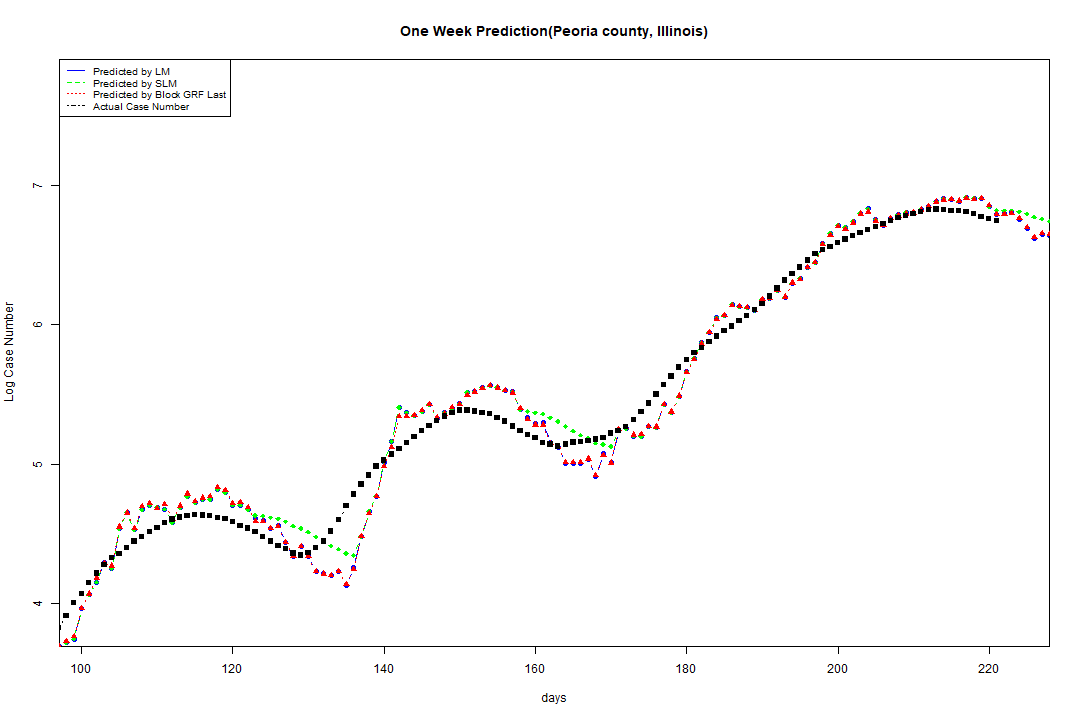 One Week Prediction(Peoria county, Illinois)
Predicted by LM
Predicted by SLM
Predicted by Block GRF Last
Actual Case Number
7
6
5
4
Log Case Number
100 120 140 160 180 200 220
days